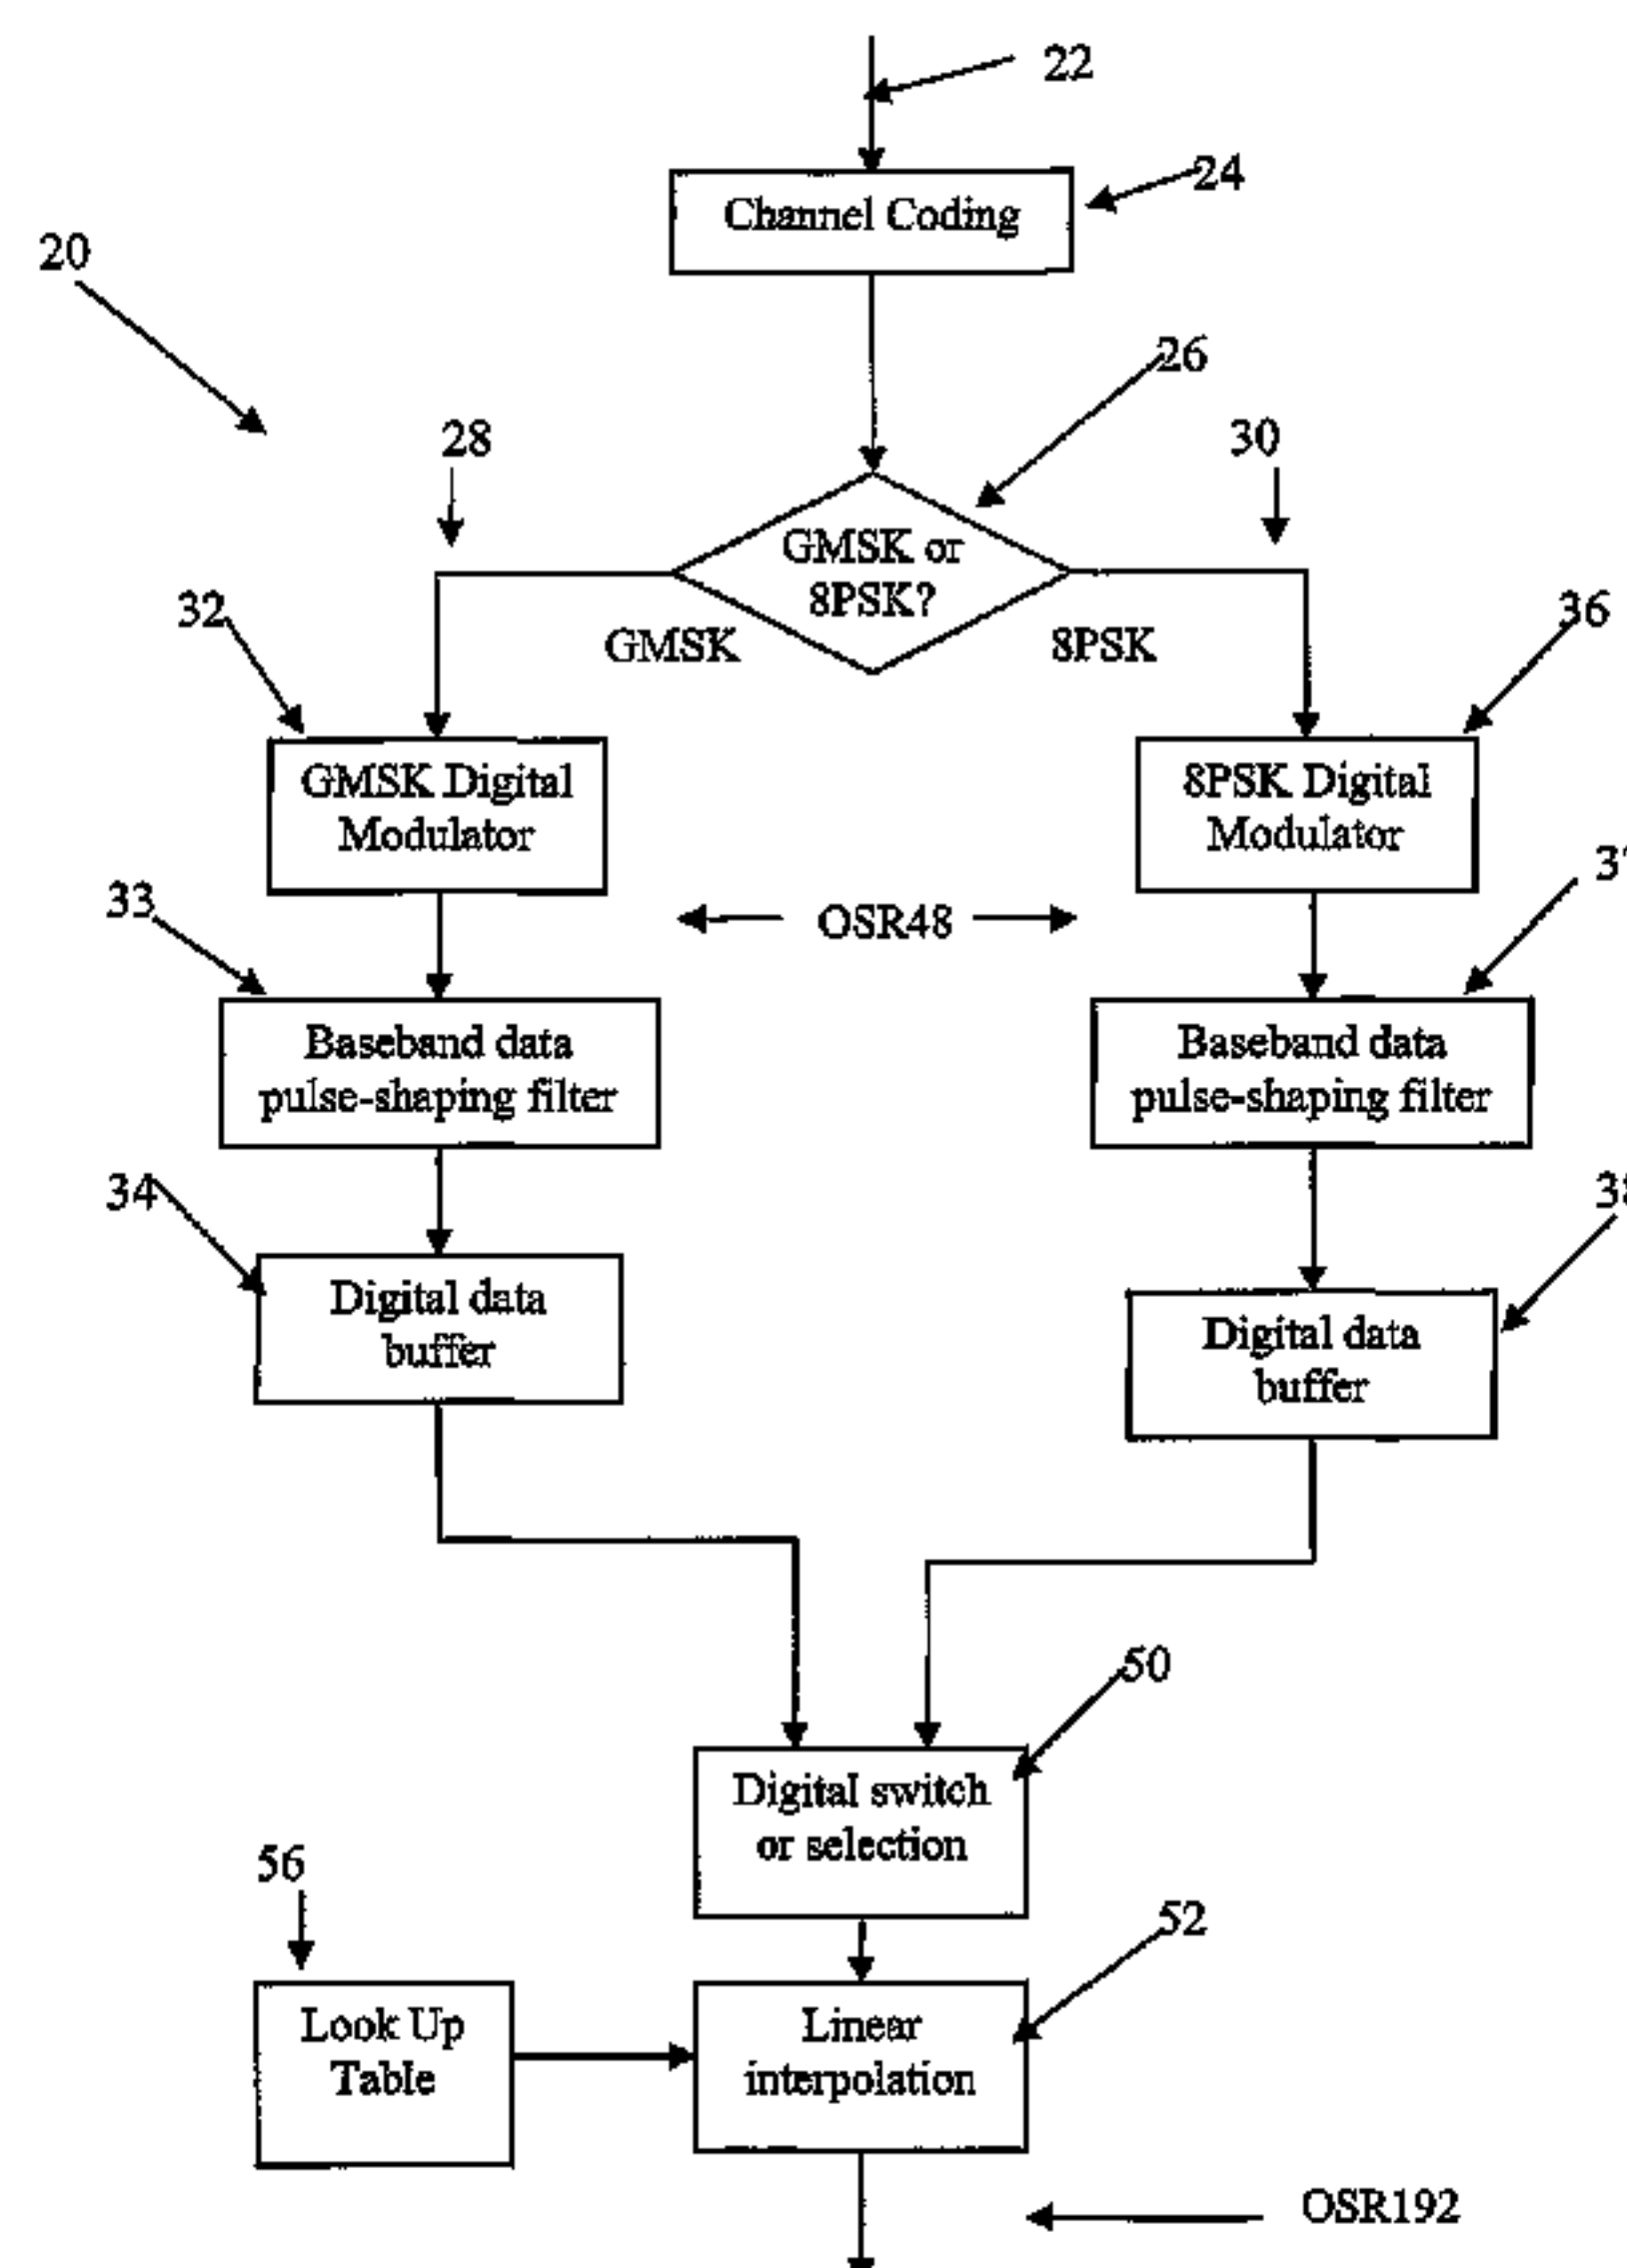 22
Channel Coding
24
20
26
28
30
GMSK or
8PSK?
32
36
GMSK
8PSK
GMSK Digital
Modulator
8PSK Digital
Modulator
33
OSR48
Baseband data
pulse-shaping filter
Baseband data
pulse-shaping filter
34
Digital data
buffer
Digital data
buffer
50
Digital switch
or selection
56
52
Look Up
Table
Linear
interpolation
OSR192